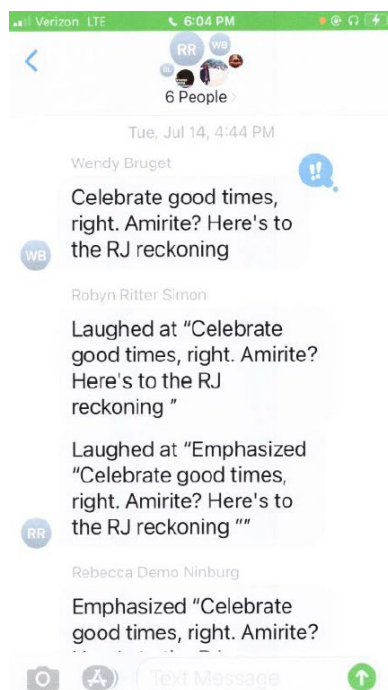 Verizon LTE
6:04 PM
RR
WB
6 People
Tue, Jul 14, 4:44 PM
Wendy Bruget
!!
Celebrate good times,
right. Amirite? Here's to
the RJ reckoning
WB
Robyn Ritter Simon
Laughed at “Celebrate
good times, right. Amirite?
Here's to the RJ
reckoning ”
Laughed at “Emphasized
“Celebrate good times,
right. Amirite? Here's to
the RJ reckoning ””
RR
Rebecca Demo Ninburg
Emphasized “Celebrate
good times, right. Amirite?
Text Message